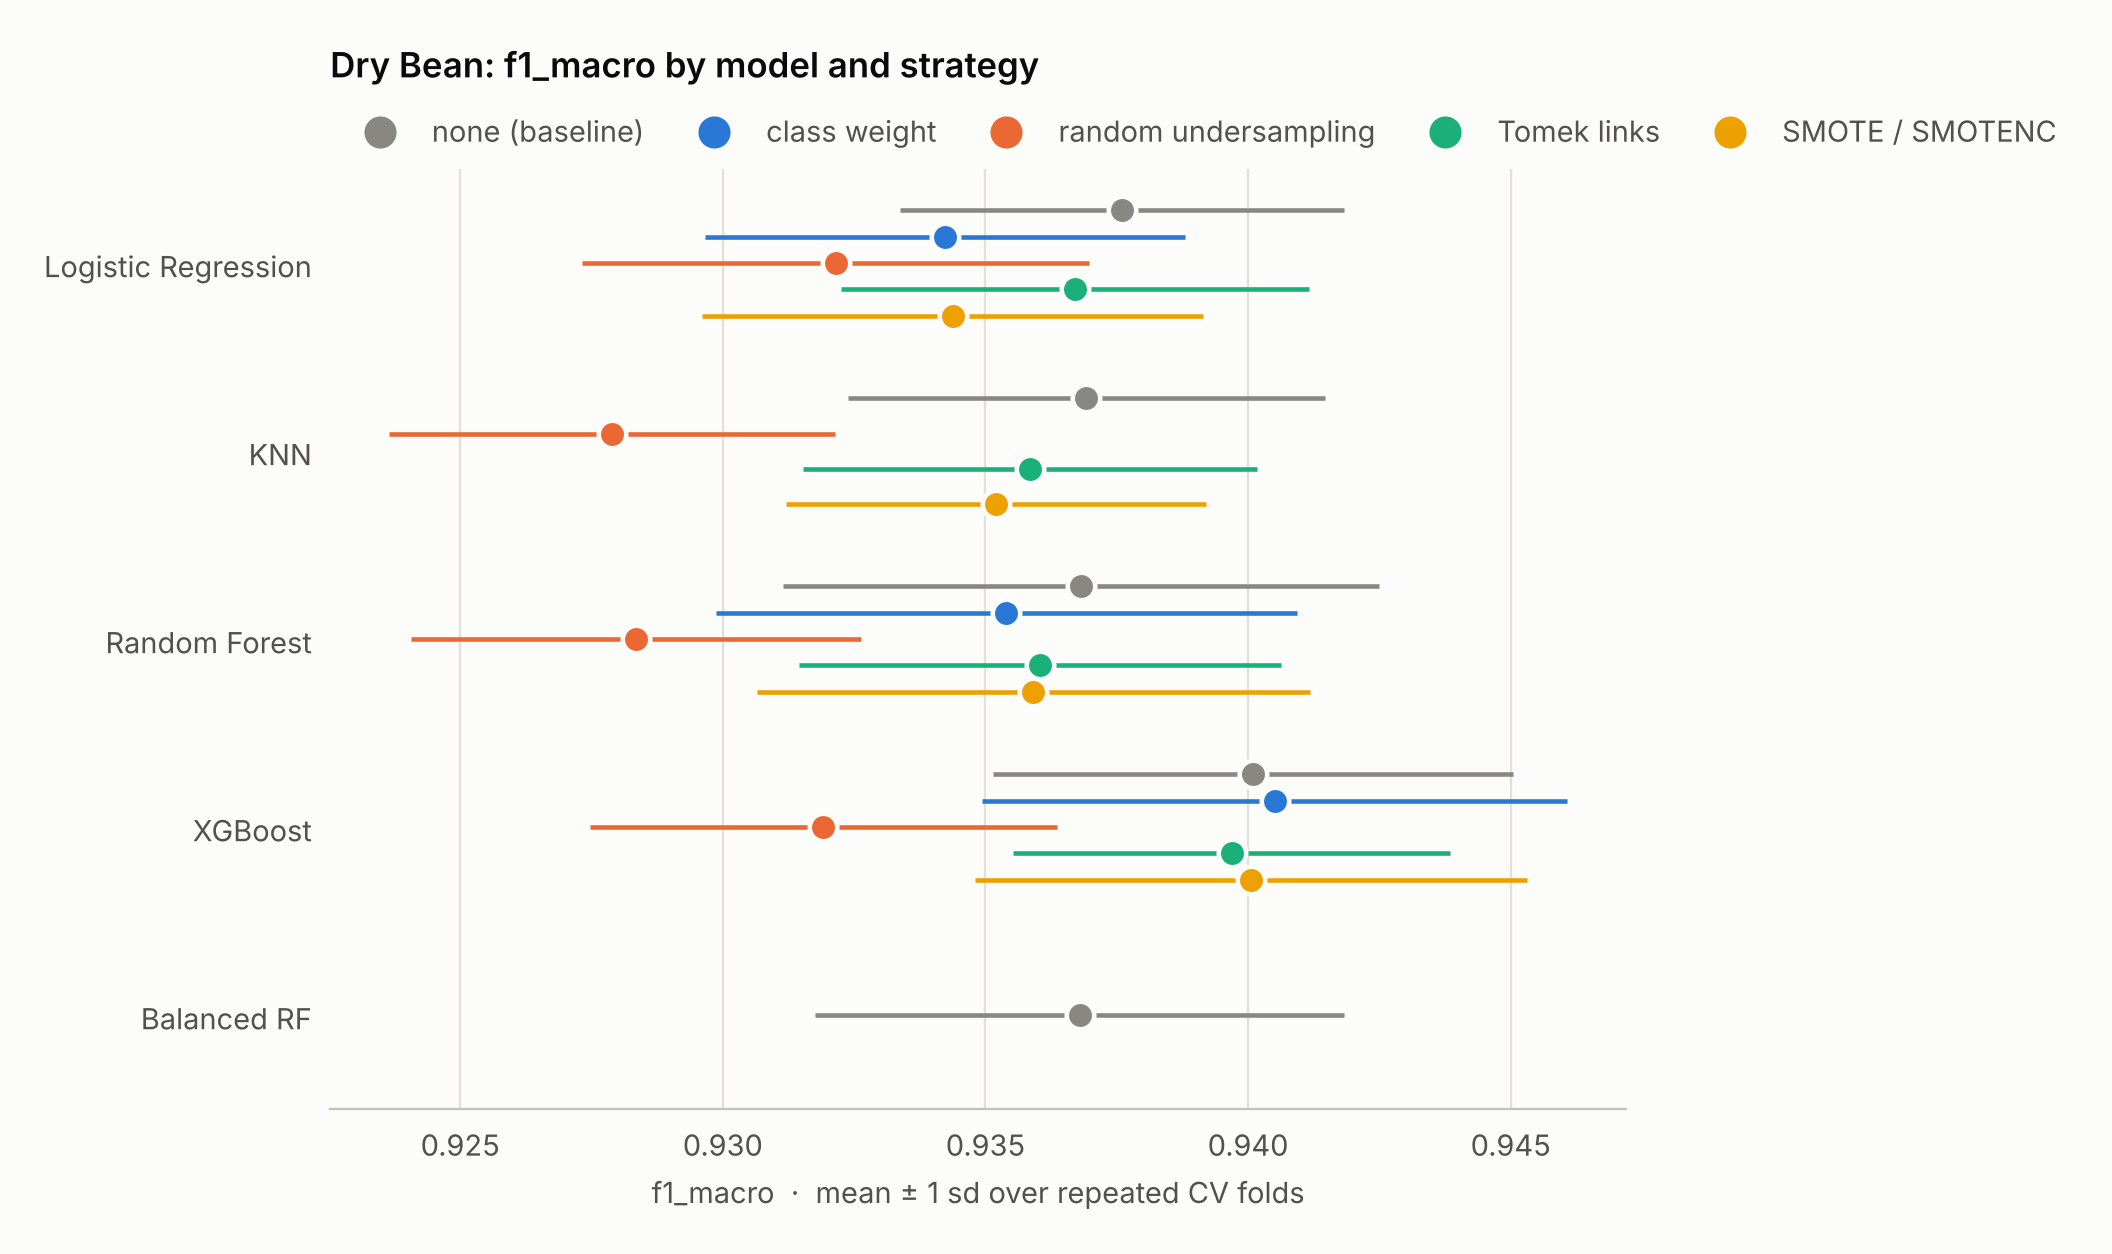 Dry Bean: f1_macro by model and strategy
none (baseline) class weight random undersampling Tomek links SMOTE / SMOTENC
Logistic Regression
KNN
Random Forest
XGBoost
Balanced RF
0.925 0.930 0.935 0.940 0.945
f1_macro · mean ± 1 sd over repeated CV folds